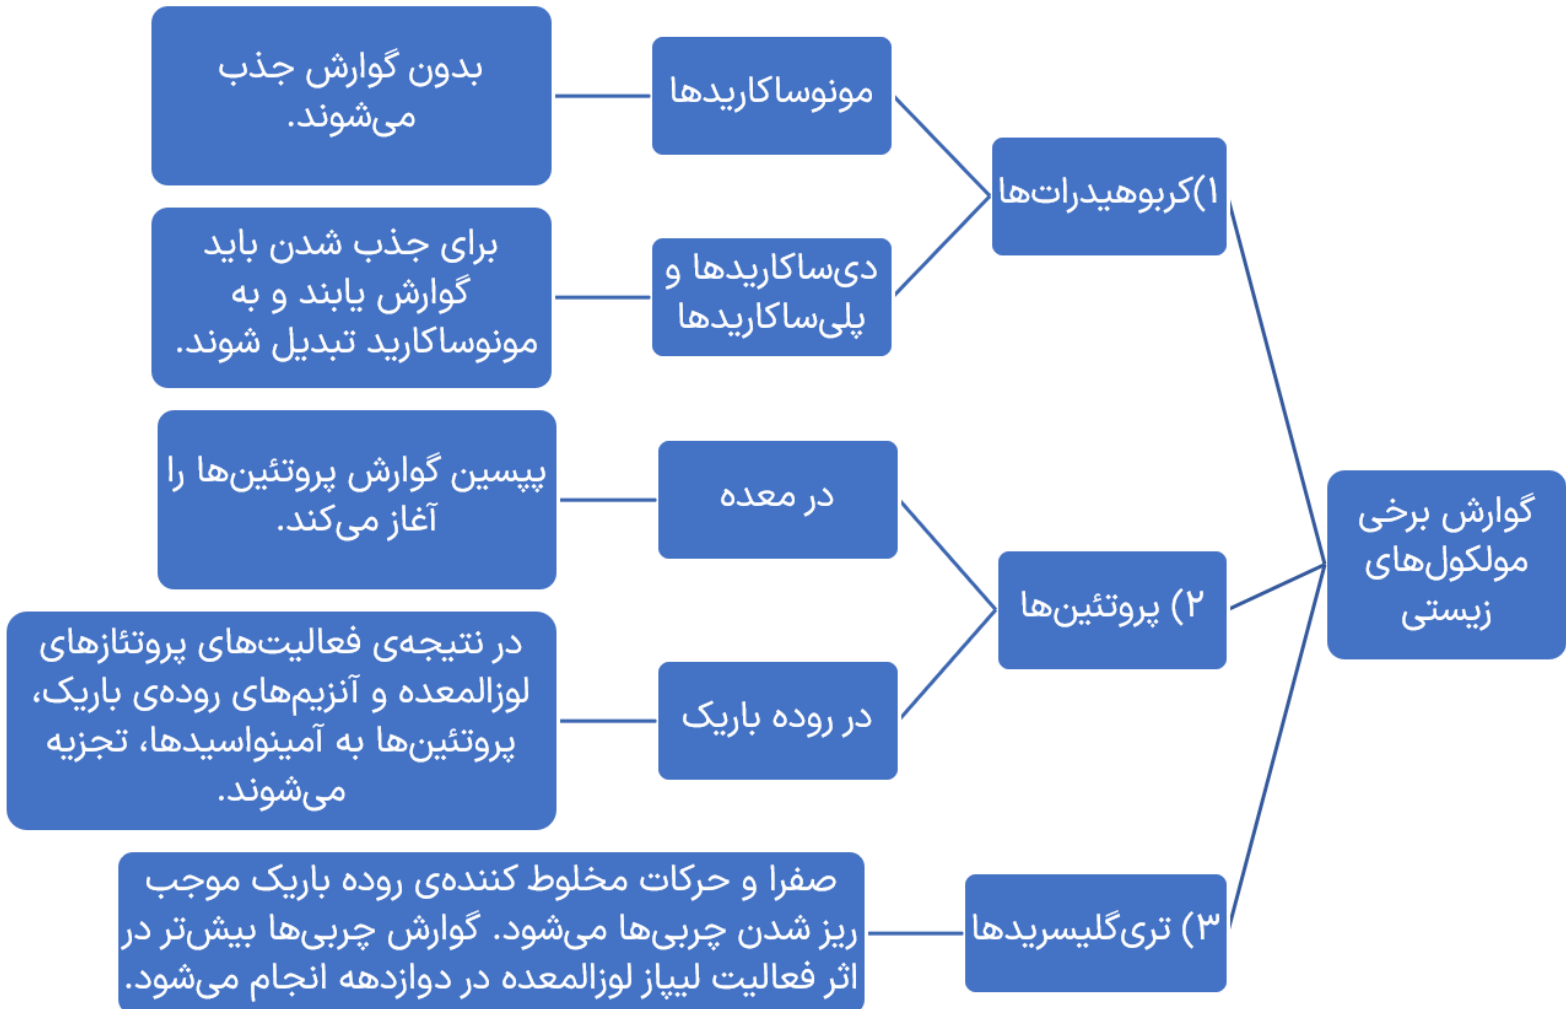 گوارش برخی
مولکول‌های
زیستی
۱)کربوهیدرات‌ها
مونوساکاریدها
بدون گوارش جذب
می‌شوند.
دی‌ساکاریدها و
پلی‌ساکاریدها
برای جذب شدن باید
گوارش یابند و به
مونوساکارید تبدیل شوند.
۲) پروتئین‌ها
در معده
پپسین گوارش پروتئین‌ها را
آغاز می‌کند.
در روده باریک
در نتیجه‌ی فعالیت‌های پروتئازهای
لوزالمعده و آنزیم‌های روده‌ی باریک،
پروتئین‌ها به آمینواسیدها، تجزیه
می‌شوند.
۳) تری‌گلیسریدها
صفرا و حرکات مخلوط کننده‌ی روده باریک موجب
ریز شدن چربی‌ها می‌شود. گوارش چربی‌ها بیش‌تر در
اثر فعالیت لیپاز لوزالمعده در دوازدهه انجام می‌شود.